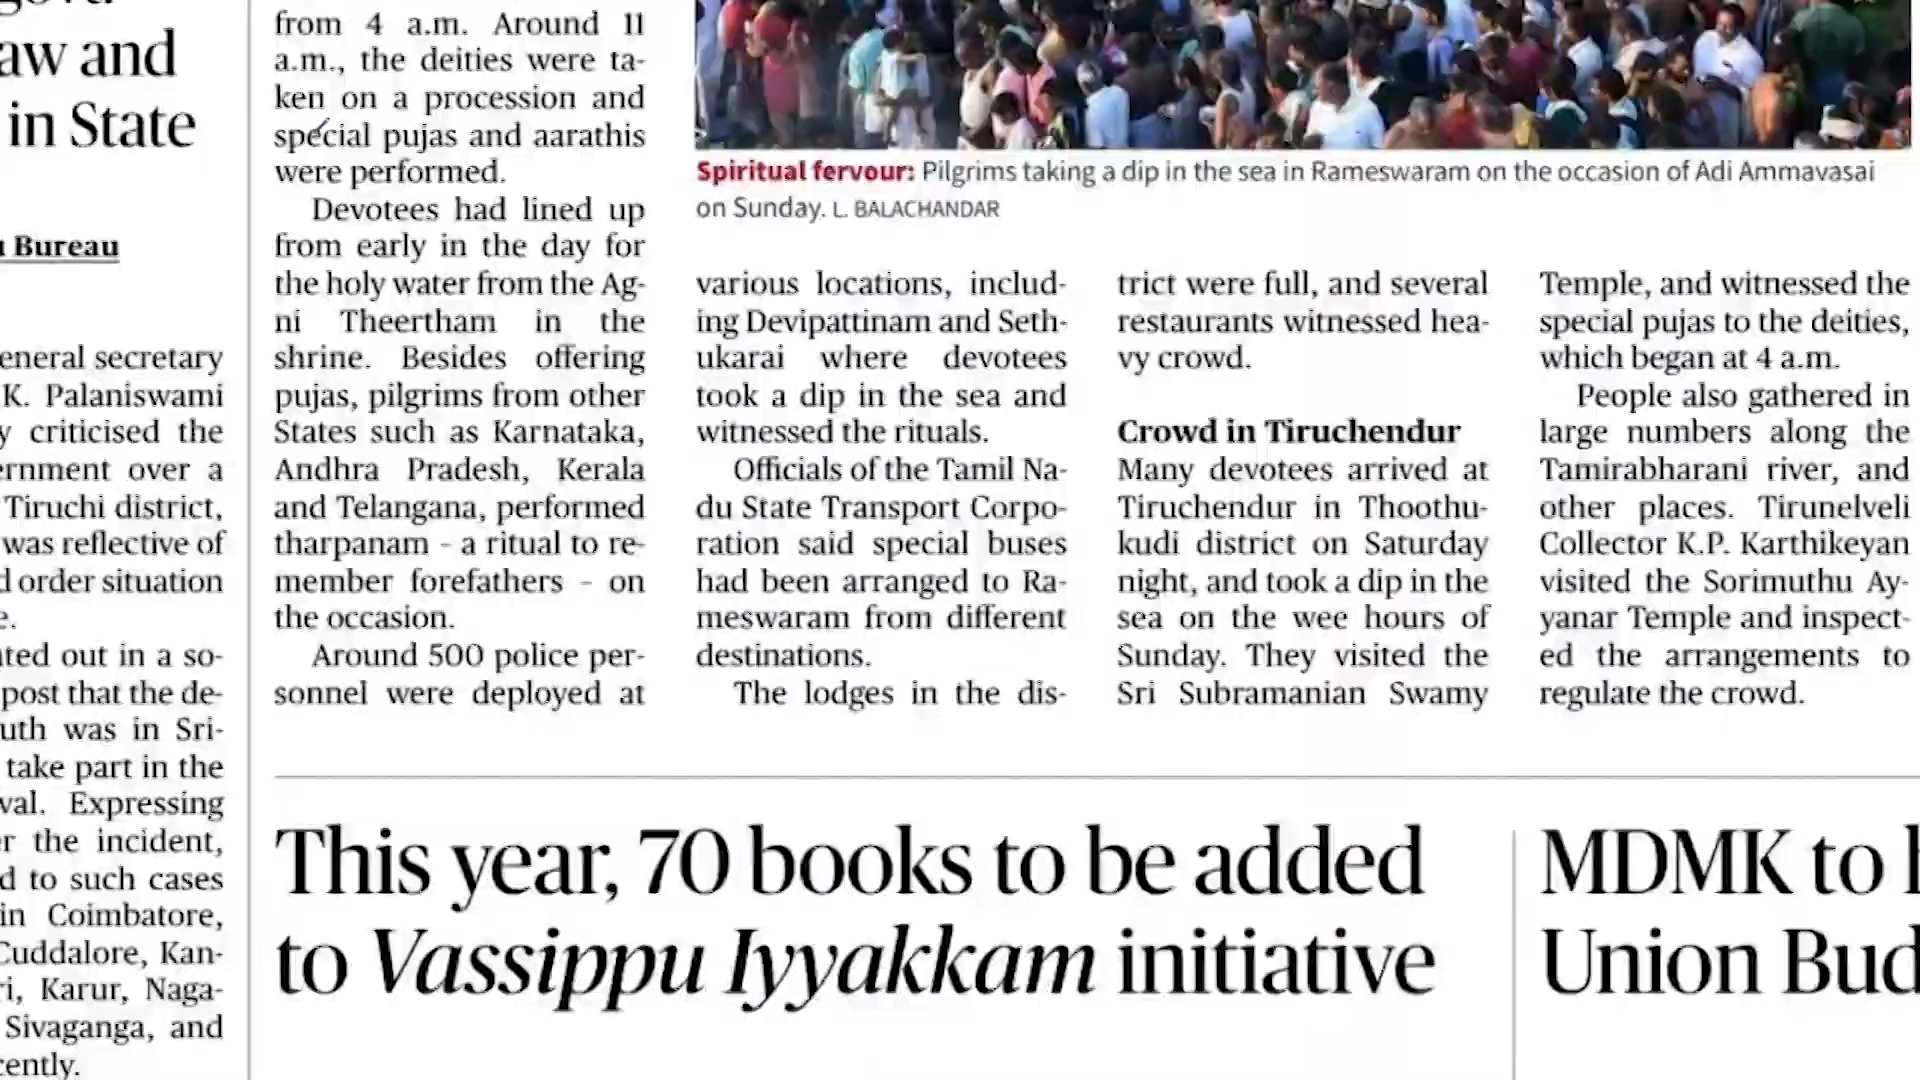 aw and
in State
Bureau
eneral secretary
K. Palaniswami
y criticised the
ernment over a
Tiruchi district,
was reflective of
d order situation
e.
ted out in a so-
post that the de-
uth was in Sri-
take part in the
val. Expressing
r the incident,
d to such cases
in Coimbatore,
Cuddalore, Kan-
ri, Karur, Naga-
Sivaganga, and
cently.
from 4 a.m. Around 11
a.m., the deities were ta-
ken on a procession and
special pujas and aarathis
were performed.
Devotees had lined up
from early in the day for
the holy water from the Ag-
ni Theertham in the
shrine. Besides offering
pujas, pilgrims from other
States such as Karnataka,
Andhra Pradesh, Kerala
and Telangana, performed
tharpanam - a ritual to re-
member forefathers - on
the occasion.
Around 500 police per-
sonnel were deployed at
Spiritual fervour: Pilgrims taking a dip in the sea in Rameswaram on the occasion of Adi Ammavasai
on Sunday. L. BALACHANDAR
various locations, includ-
ing Devipattinam and Seth-
ukarai where devotees
took a dip in the sea and
witnessed the rituals.
Officials of the Tamil Na-
du State Transport Corpo-
ration said special buses
had been arranged to Ra-
meswaram from different
destinations.
The lodges in the dis-
trict were full, and several
restaurants witnessed hea-
vy crowd.
Crowd in Tiruchendur
Many devotees arrived at
Tiruchendur in Thoothu-
kudi district on Saturday
night, and took a dip in the
sea on the wee hours of
Sunday. They visited the
Sri Subramanian Swamy
Temple, and witnessed the
special pujas to the deities,
which began at 4 a.m.
People also gathered in
large numbers along the
Tamirabharani river, and
other places. Tirunelveli
Collector K.P. Karthikeyan
visited the Sorimuthu Ay-
yanar Temple and inspect-
ed the arrangements to
regulate the crowd.
This year, 70 books to be added
to Vassippu Iyyakkam initiative
MDMK to
Union Bud